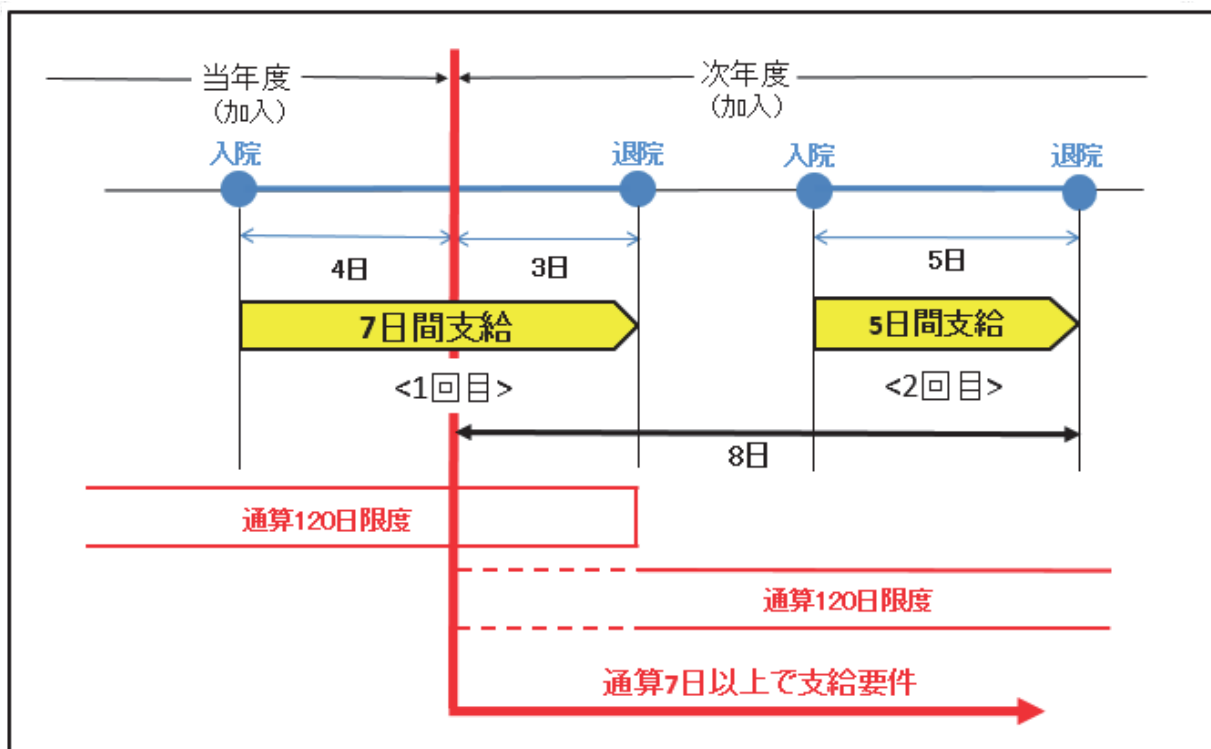 当年度
(加入)
次年度
(加入)
入院
退院
入院
退院
4日
3日
5日
7日間支給
5日間支給
<1回目>
<2回目>
8日
通算120日限度
通算120日限度
通算7日以上で支給要件